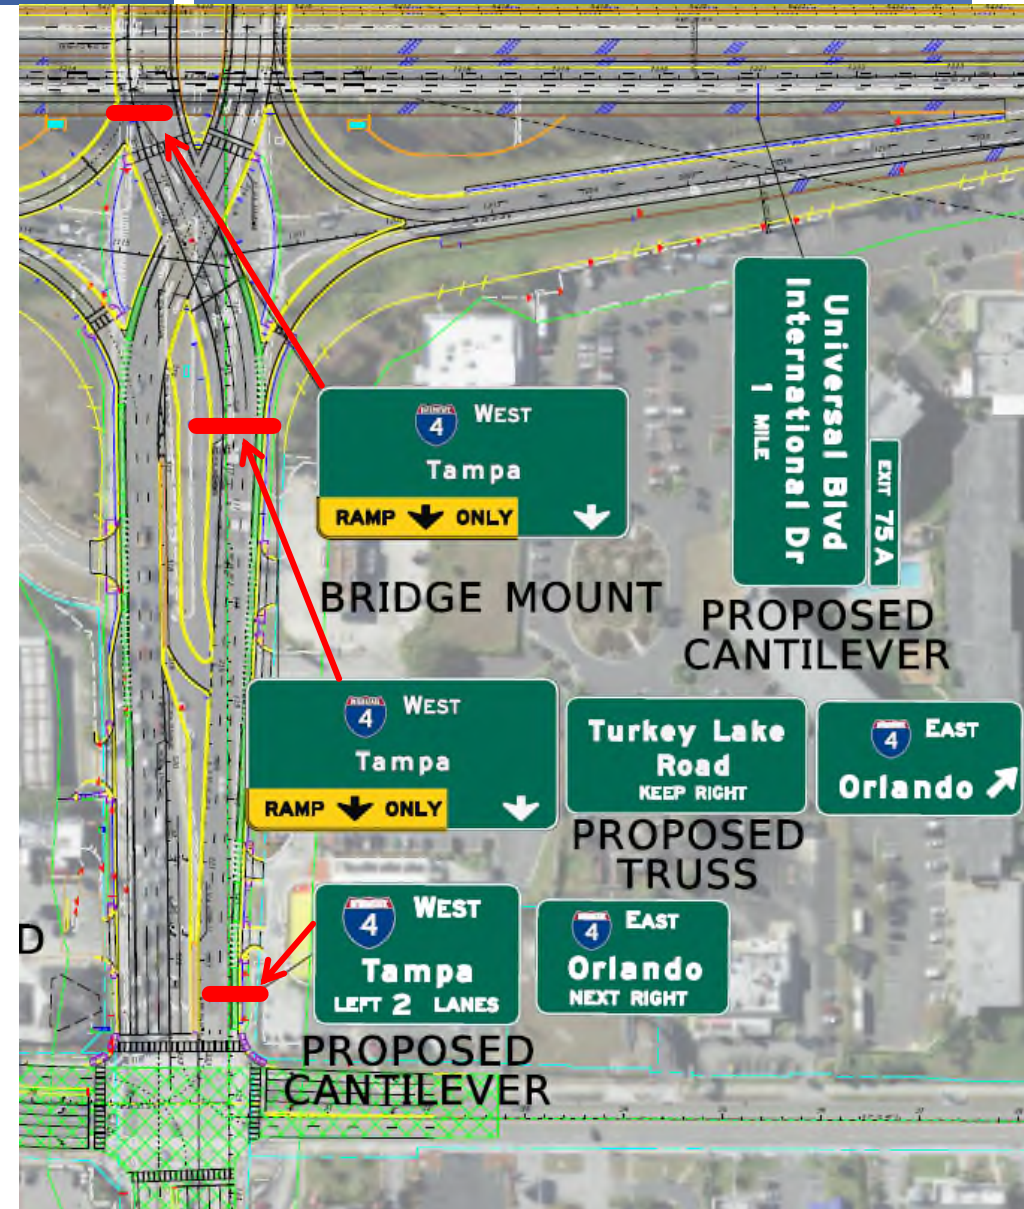 Universal Blvd
International Dr
1 MILE
EXIT 75 A
PROPOSED
CANTILEVER
4 WEST
Tampa
RAMP ONLY
BRIDGE MOUNT
4 WEST
Tampa
RAMP ONLY
Turkey Lake
Road
KEEP RIGHT
4 EAST
Orlando
PROPOSED
TRUSS
4 WEST
Tampa
LEFT 2 LANES
4 EAST
Orlando
NEXT RIGHT
PROPOSED
CANTILEVER
D